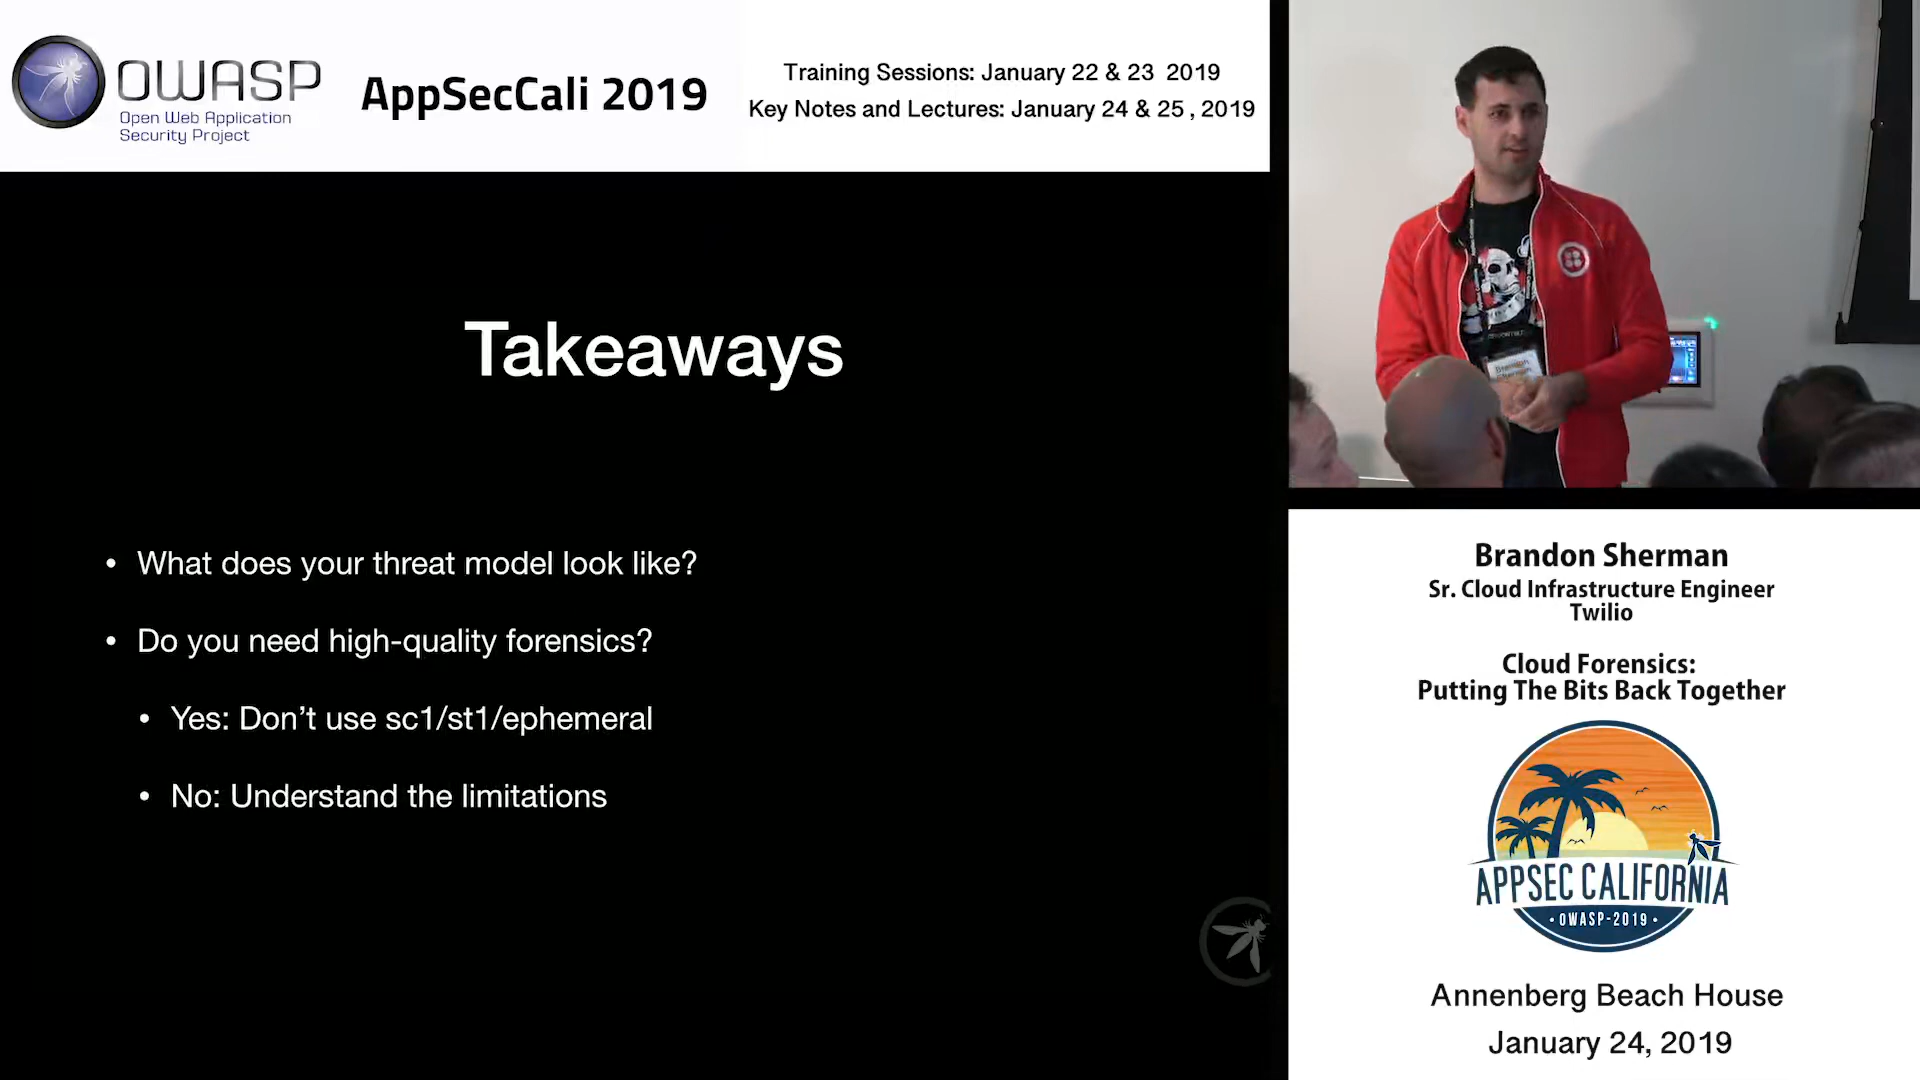 OWASP
Open Web Application
Security Project
AppSecCali 2019
Training Sessions: January 22 & 23 2019
Key Notes and Lectures: January 24 & 25 , 2019
Takeaways
• What does your threat model look like?
• Do you need high-quality forensics?
• Yes: Don’t use sc1/st1/ephemeral
• No: Understand the limitations
Brandon Sherman
Sr. Cloud Infrastructure Engineer
Twilio
Cloud Forensics:
Putting The Bits Back Together
APPSEC CALIFORNIA
• OWASP-2019 •
Annenberg Beach House
January 24, 2019